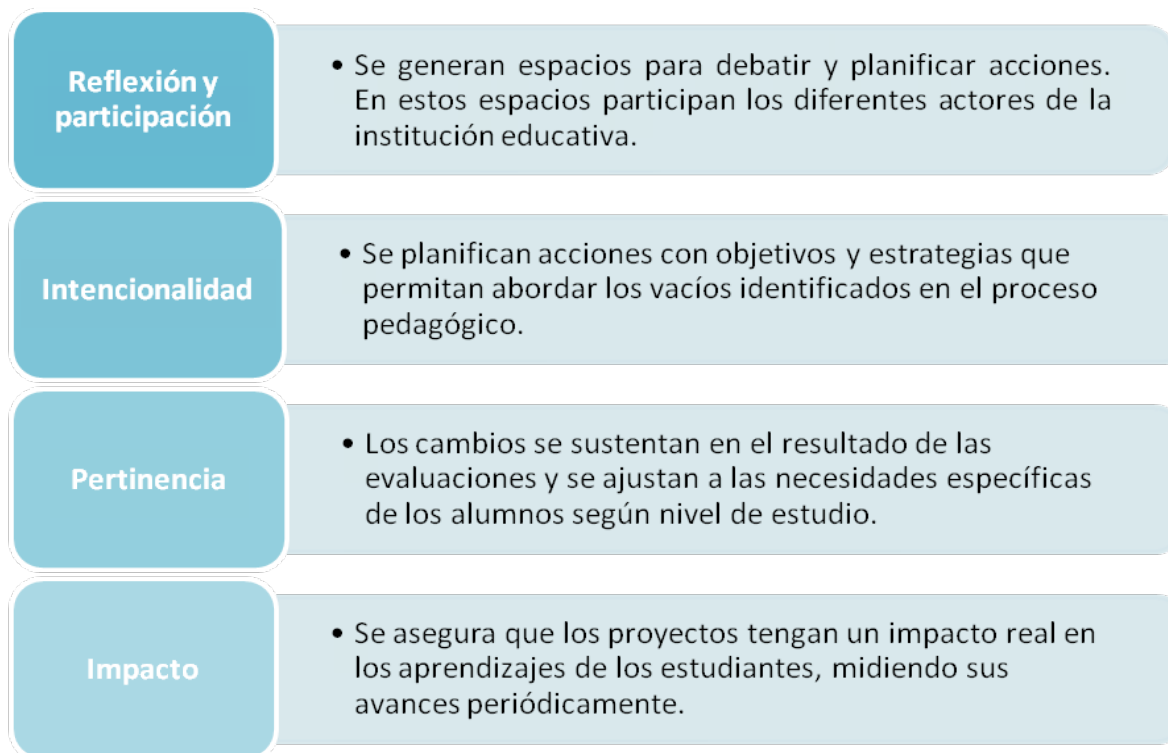 Reflexión y
participación
• Se generan espacios para debatir y planificar acciones.
En estos espacios participan los diferentes actores de la
institución educativa.
Intencionalidad
• Se planifican acciones con objetivos y estrategias que
permitan abordar los vacíos identificados en el proceso
pedagógico.
Pertinencia
• Los cambios se sustentan en el resultado de las
evaluaciones y se ajustan a las necesidades específicas
de los alumnos según nivel de estudio.
Impacto
• Se asegura que los proyectos tengan un impacto real en
los aprendizajes de los estudiantes, midiendo sus
avances periódicamente.